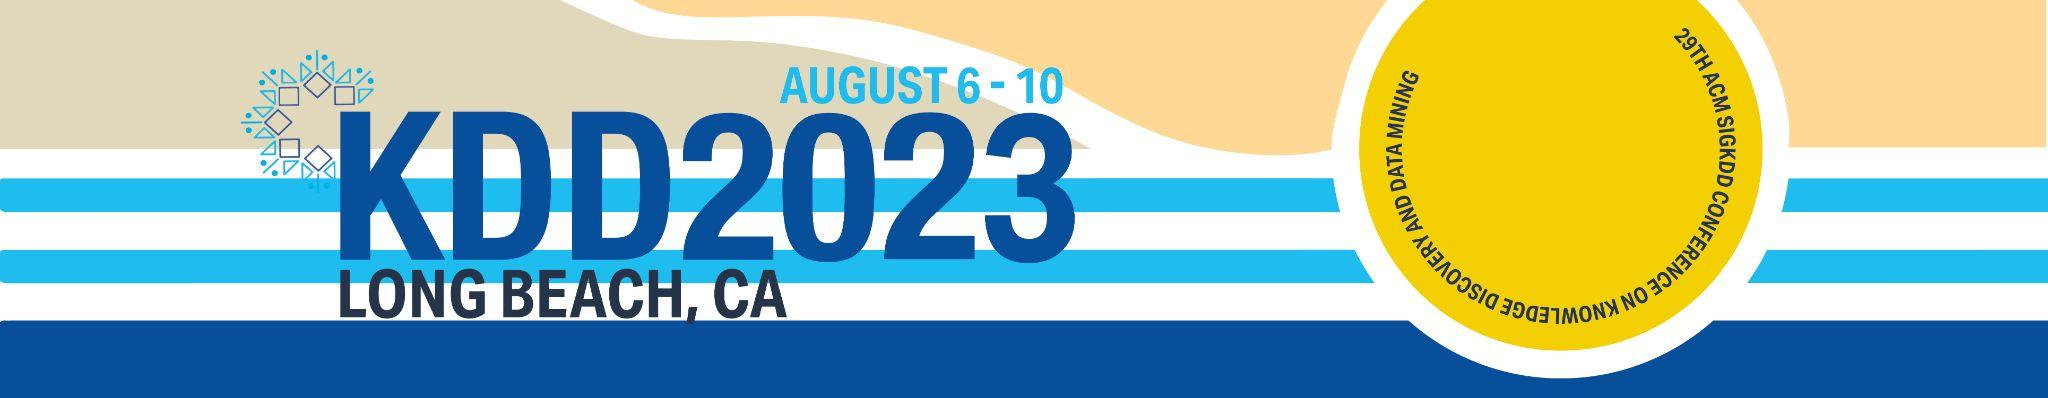 AUGUST 6 - 10
KDD2023
LONG BEACH, CA
29TH ACM SIGKDD CONFERENCE ON KNOWLEDGE DISCOVERY AND DATA MINING